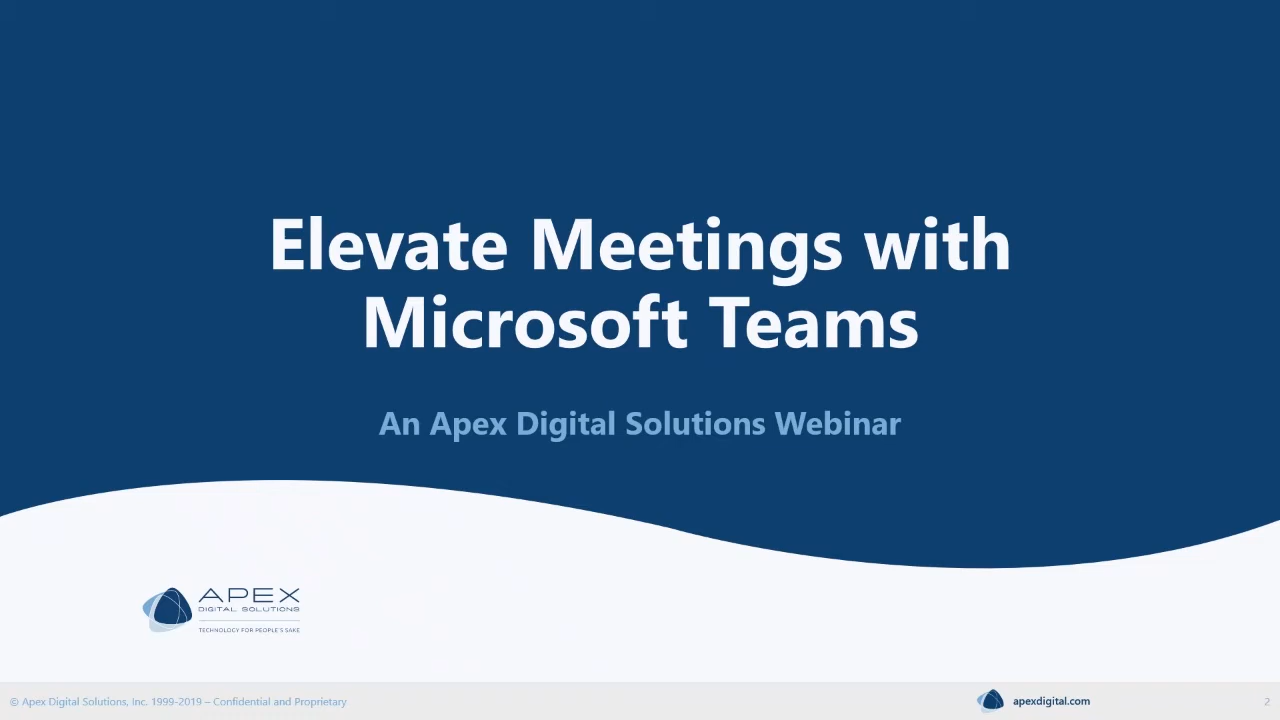 Elevate Meetings with
Microsoft Teams
An Apex Digital Solutions Webinar
APEX
DIGITAL SOLUTIONS
TECHNOLOGY FOR PEOPLE'S SAKE
© Apex Digital Solutions, Inc. 1999-2019 – Confidential and Proprietary
apexdigital.com
2